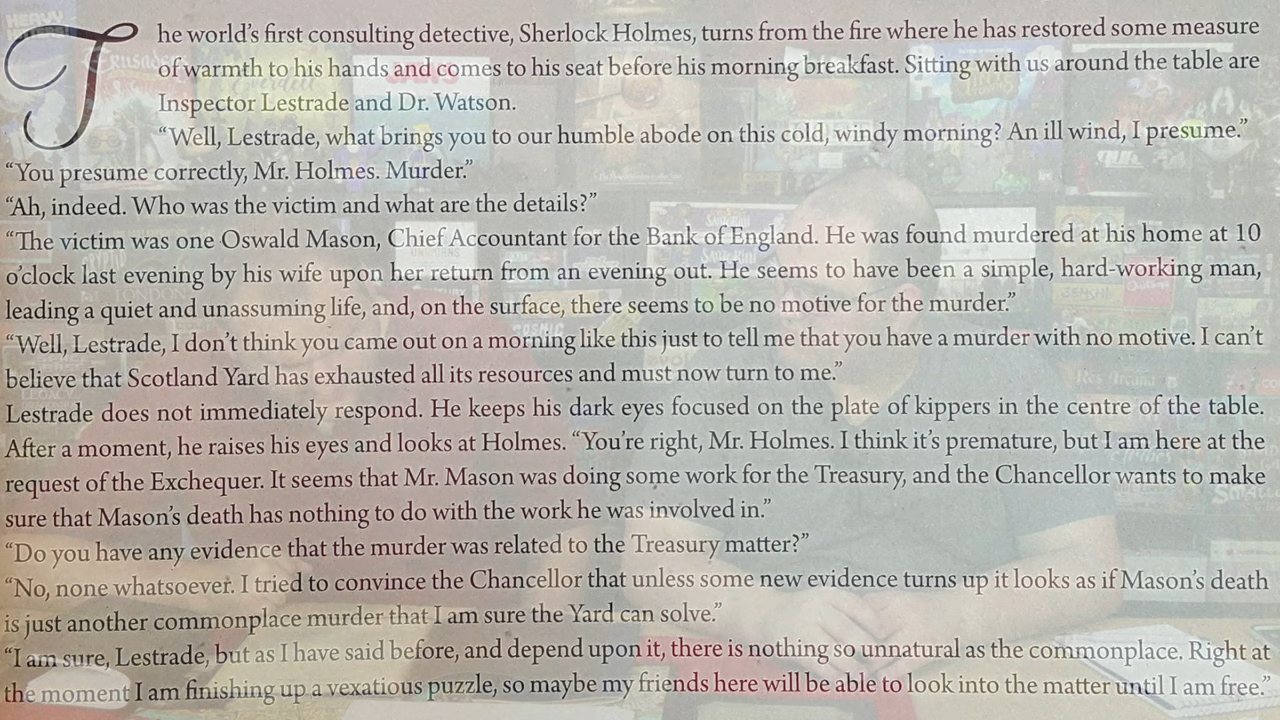 The world's first consulting detective, Sherlock Holmes, turns from the fire where he has restored some measure
of warmth to his hands and comes to his seat before his morning breakfast. Sitting with us around the table are
Inspector Lestrade and Dr. Watson.
“Well, Lestrade, what brings you to our humble abode on this cold, windy morning? An ill wind, I presume.”
“You presume correctly, Mr. Holmes. Murder.”
“Ah, indeed. Who was the victim and what are the details?”
“The victim was one Oswald Mason, Chief Accountant for the Bank of England. He was found murdered at his home at 10
o'clock last evening by his wife upon her return from an evening out. He seems to have been a simple, hard-working man,
leading a quiet and unassuming life, and, on the surface, there seems to be no motive for the murder.”
“Well, Lestrade, I don't think you came out on a morning like this just to tell me that you have a murder with no motive. I can't
believe that Scotland Yard has exhausted all its resources and must now turn to me.”
Lestrade does not immediately respond. He keeps his dark eyes focused on the plate of kippers in the centre of the table.
After a moment, he raises his eyes and looks at Holmes. “You're right, Mr. Holmes. I think it's premature, but I am here at the
request of the Exchequer. It seems that Mr. Mason was doing some work for the Treasury, and the Chancellor wants to make
sure that Mason's death has nothing to do with the work he was involved in.”
“Do you have any evidence that the murder was related to the Treasury matter?”
“No, none whatsoever. I tried to convince the Chancellor that unless some new evidence turns up it looks as if Mason's death
is just another commonplace murder that I am sure the Yard can solve.”
“I am sure, Lestrade, but as I have said before, and depend upon it, there is nothing so unnatural as the commonplace. Right at
the moment I am finishing up a vexatious puzzle, so maybe my friends here will be able to look into the matter until I am free.”